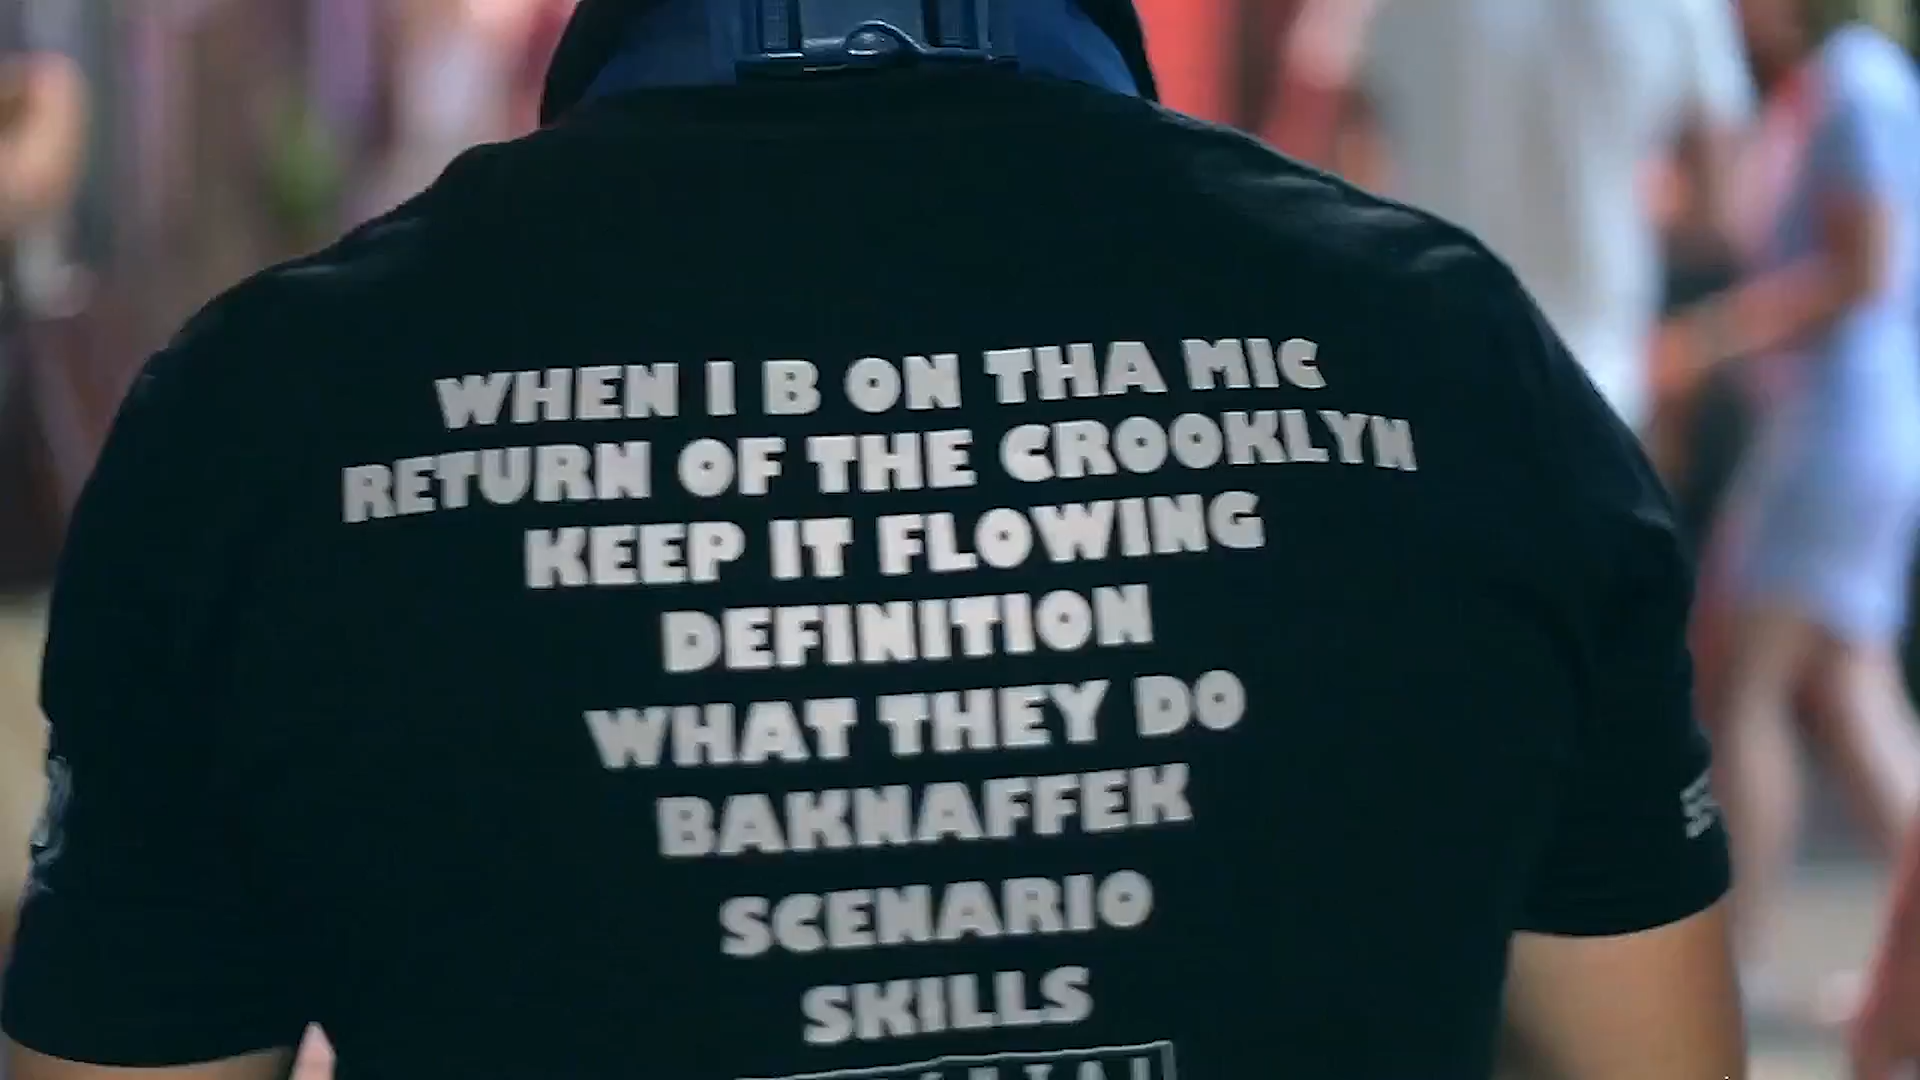 WHEN I B ON THA MIC
RETURN OF THE CROOKLYN
KEEP IT FLOWING
DEFINITION
WHAT THEY DO
BAKNAFFEK
SCENARIO
SKILLS